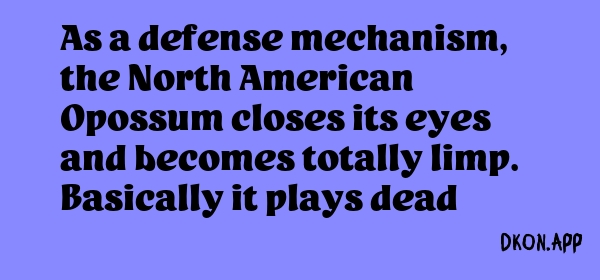 As a defense mechanism,
the North American
Opossum closes its eyes
and becomes totally limp.
Basically it plays dead
DKON.APP